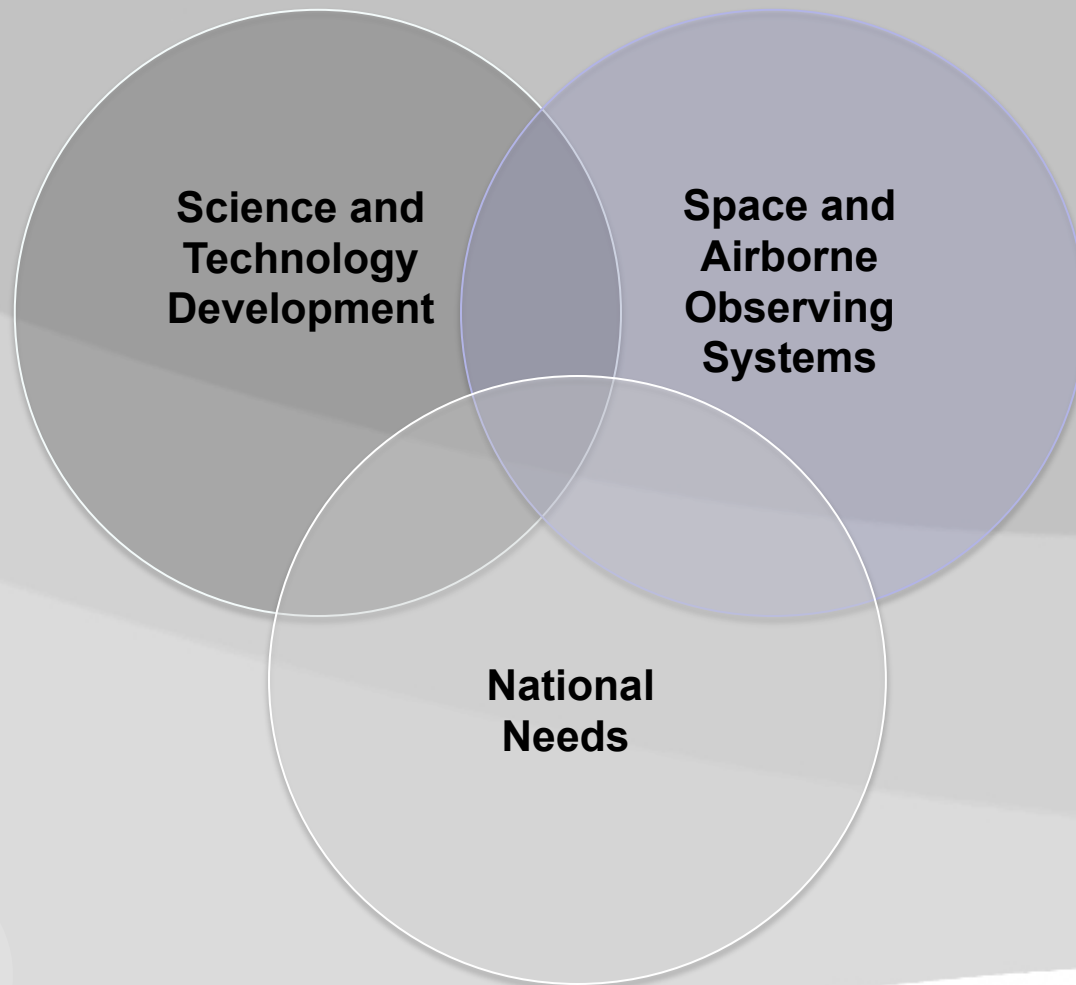 Science and
Technology
Development
Space and
Airborne
Observing
Systems
National
Needs